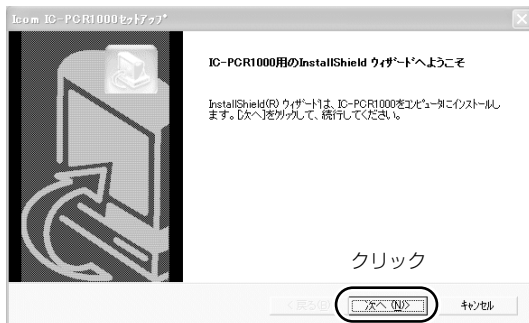 Icom IC-PCR1000ｾｯﾄｱｯﾌﾟ
IC-PCR1000用のInstallShield ｳｨｻﾞｰﾄﾞへようこそ
InstallShield(R) ｳｨｻﾞｰﾄﾞは、IC-PCR1000をｺﾝﾋﾟｭｰﾀにインストールし
ます。[次へ]をｸﾘｯｸして、続行してください。
クリック
< 戻る(B) 次へ(N)> ｷｬﾝｾﾙ